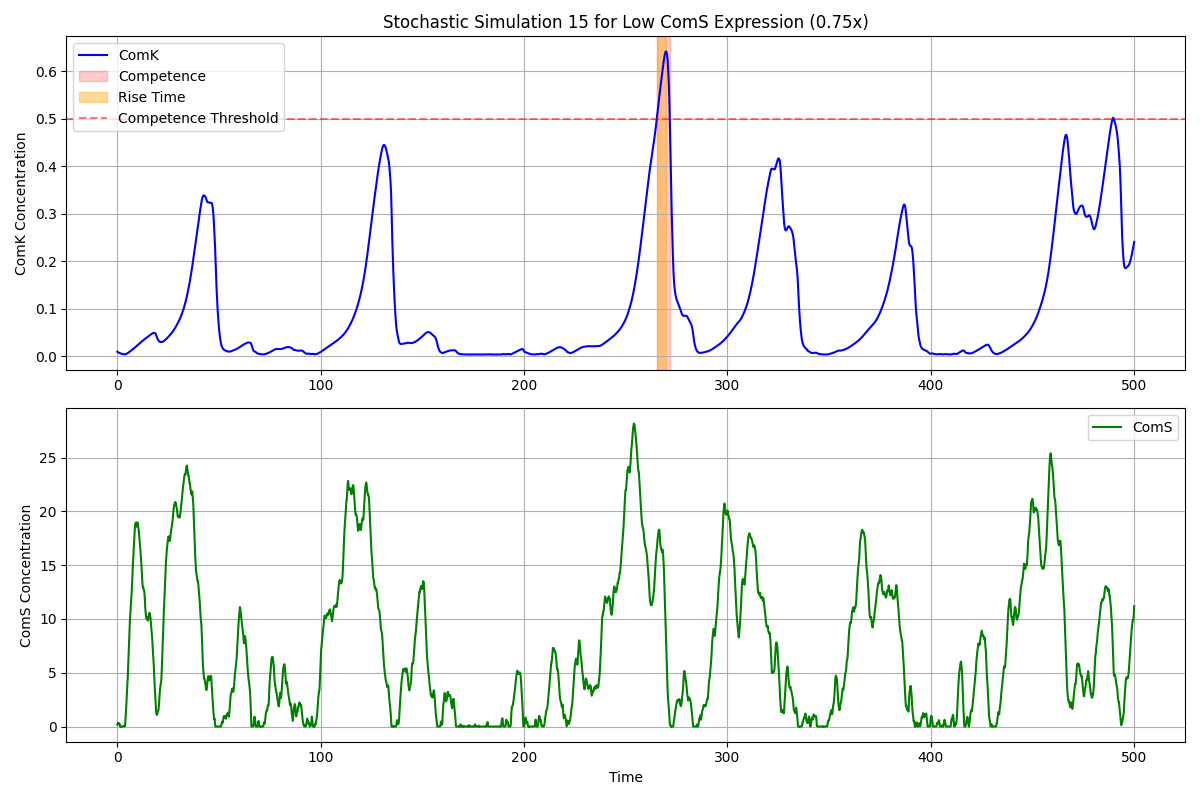 Stochastic Simulation 15 for Low ComS Expression (0.75x)
ComK
Competence
Rise Time
Competence Threshold
ComK Concentration
0.6
0.5
0.4
0.3
0.2
0.1
0.0
0 100 200 300 400 500
ComS
ComS Concentration
25
20
15
10
5
0
0 100 200 300 400 500
Time